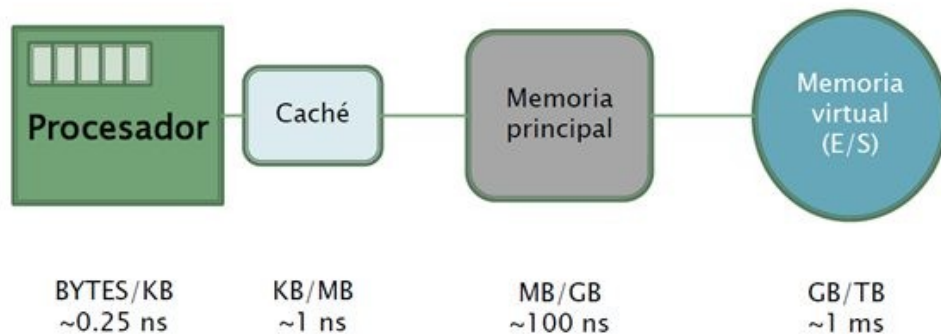 Procesador
Caché
Memoria
principal
Memoria
virtual
(E/S)
BYTES/KB
~0.25 ns
KB/MB
~1 ns
MB/GB
~100 ns
GB/TB
~1 ms